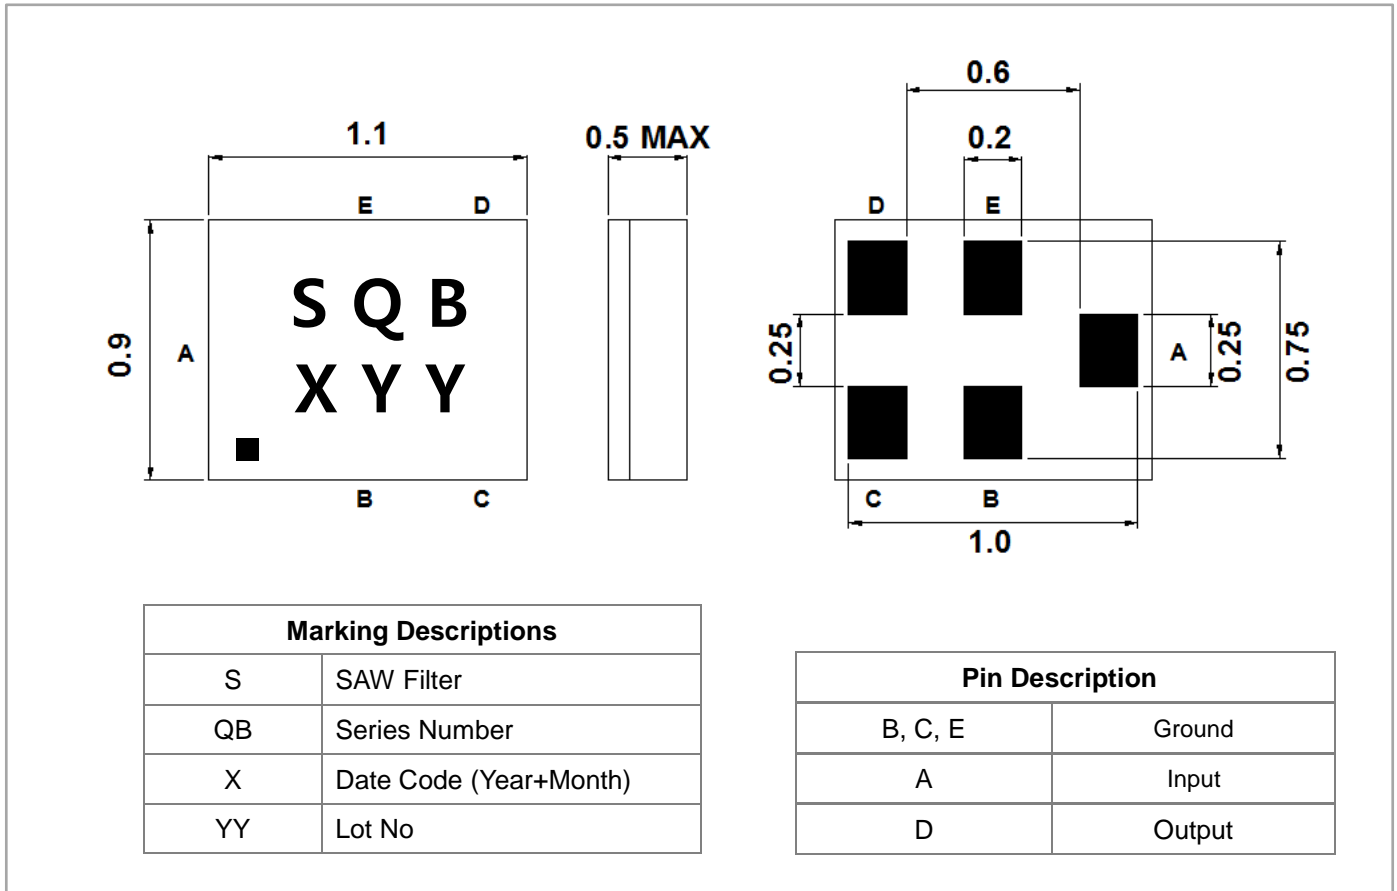 0.6
1.1
0.5 MAX
0.2
E D
D E
S Q B
0.9
A
X Y Y
0.25
A
0.25
0.75
B C
C B
1.0
Marking Descriptions
S SAW Filter
QB Series Number
X Date Code (Year+Month)
YY Lot No
Pin Description
B, C, E Ground
A Input
D Output